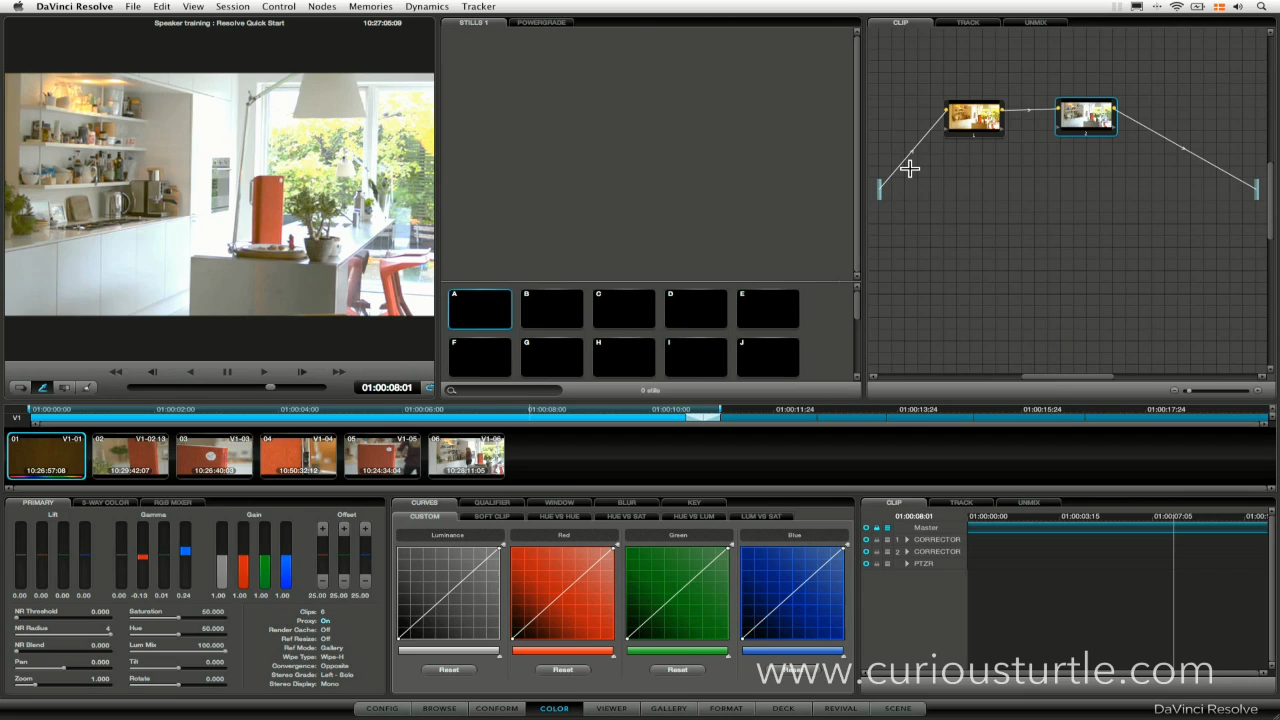 DaVinci Resolve File Edit View Session Control Nodes Memories Dynamics Tracker
Speaker training : Resolve Quick Start 10:27:05:09
STILLS 1 POWERGRADE
CLIP TRACK UNMIX
1 2
A B C D E
F G H I J
01:00:08:01
0 stills
01:00:00:00 01:00:02:00 01:00:04:00 01:00:06:00 01:00:08:00 01:00:10:00 01:00:11:24 01:00:13:24 01:00:15:24 01:00:17:24
V1
01 V1-01 02 V1-02 13 03 V1-03 04 V1-04 05 V1-05 06 V1-06
10:26:57:08 10:29:42:07 10:26:40:03 10:50:32:12 10:24:34:04 10:28:11:05
PRIMARY 3-WAY COLOR RGB MIXER
Lift Gamma Gain Offset
0.00 0.00 0.00 0.00 0.00 -0.13 0.01 0.24 1.00 1.00 1.00 1.00 25.00 25.00 25.00
NR Threshold 0.000
NR Radius 4
NR Blend 0.000
Pan 0.000
Zoom 1.000
Saturation 50.000
Hue 50.000
Lum Mix 100.000
Tilt 0.000
Rotate 0.000
Clips: 6
Proxy: On
Render Cache: Off
Ref Resize: Off
Ref Mode: Gallery
Wipe Type: Wipe-H
Convergence: Opposite
Stereo Grade: Left - Solo
Stereo Display: Mono
CURVES QUALIFIER WINDOW BLUR KEY
CUSTOM SOFT CLIP HUE VS HUE HUE VS SAT HUE VS LUM LUM VS SAT
Luminance Red Green Blue
Reset Reset Reset Reset
CLIP TRACK UNMIX
01:00:08:01 01:00:00:00 01:00:03:15 01:00:07:05 01:00:
Master
1 CORRECTOR
2 CORRECTOR
PTZR
www.curiousturtle.com
CONFIG BROWSE CONFORM COLOR VIEWER GALLERY FORMAT DECK REVIVAL SCENE
DaVinci Resolve